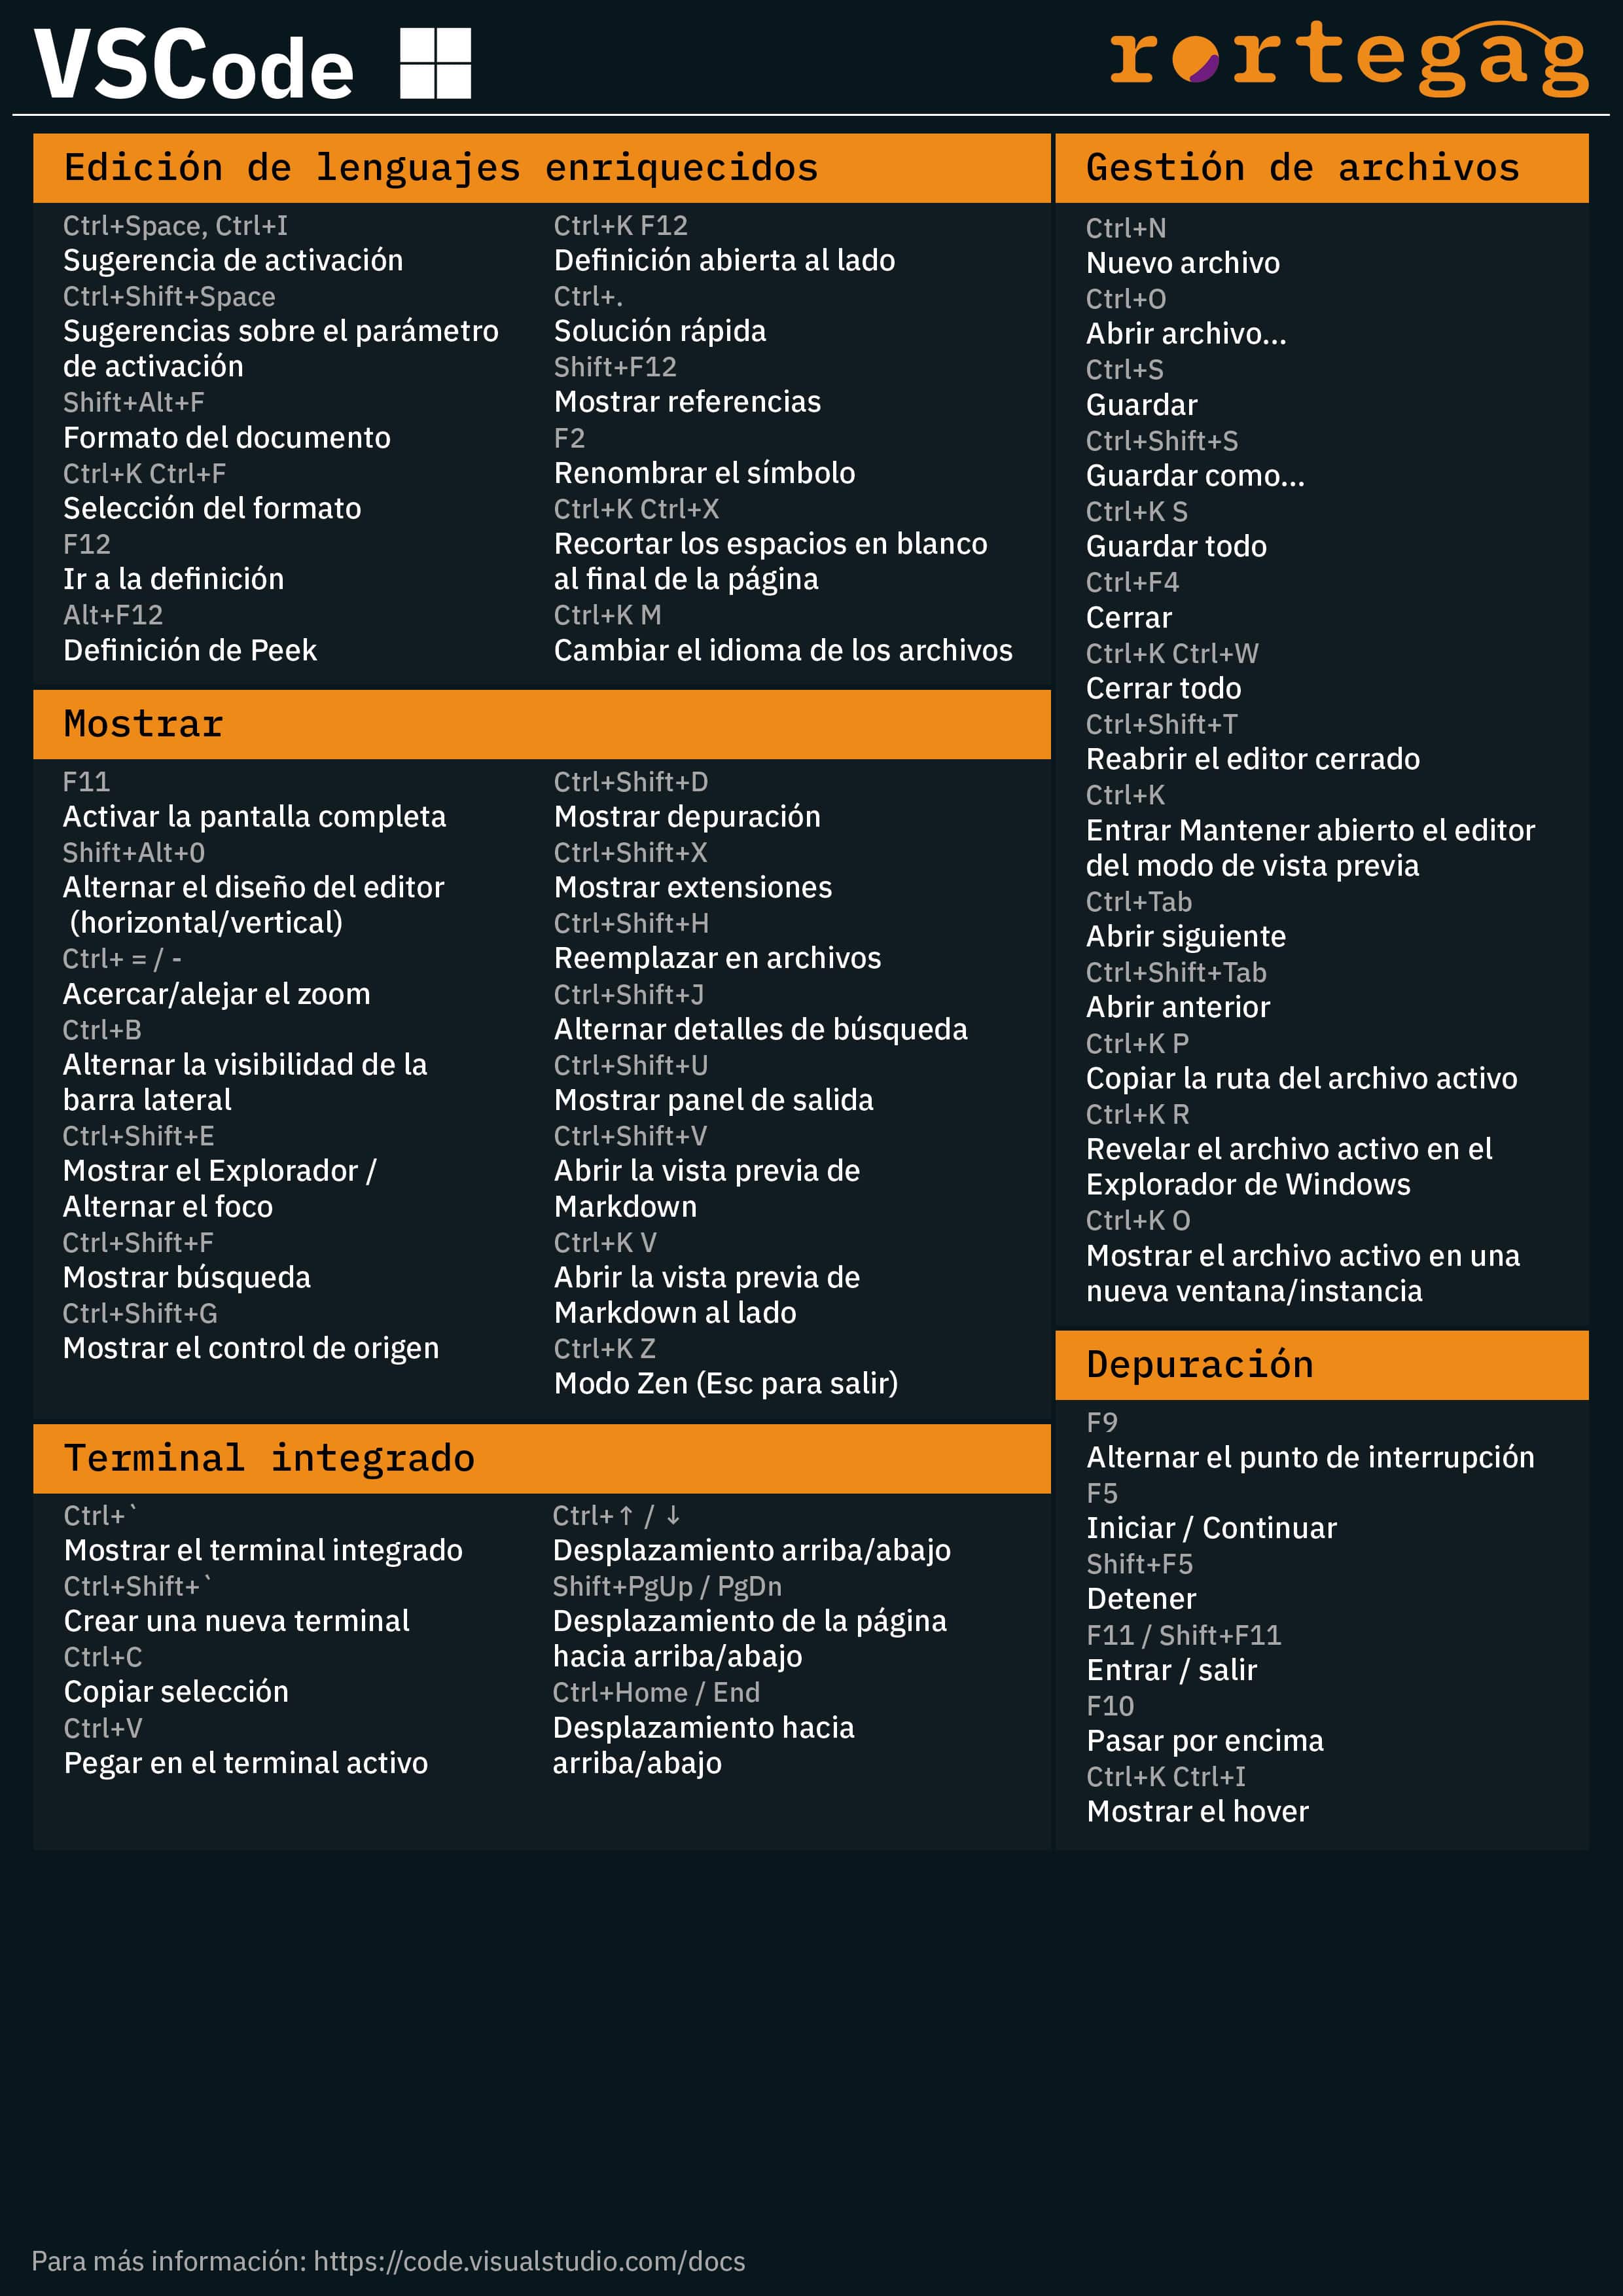 VSCode
rortegag
Edición de lenguajes enriquecidos
Ctrl+Space, Ctrl+I
Sugerencia de activación
Ctrl+Shift+Space
Sugerencias sobre el parámetro
de activación
Shift+Alt+F
Formato del documento
Ctrl+K Ctrl+F
Selección del formato
F12
Ir a la definición
Alt+F12
Definición de Peek
Ctrl+K F12
Definición abierta al lado
Ctrl+.
Solución rápida
Shift+F12
Mostrar referencias
F2
Renombrar el símbolo
Ctrl+K Ctrl+X
Recortar los espacios en blanco
al final de la página
Ctrl+K M
Cambiar el idioma de los archivos
Mostrar
F11
Activar la pantalla completa
Shift+Alt+0
Alternar el diseño del editor
(horizontal/vertical)
Ctrl+ = / -
Acercar/alejar el zoom
Ctrl+B
Alternar la visibilidad de la
barra lateral
Ctrl+Shift+E
Mostrar el Explorador /
Alternar el foco
Ctrl+Shift+F
Mostrar búsqueda
Ctrl+Shift+G
Mostrar el control de origen
Ctrl+Shift+D
Mostrar depuración
Ctrl+Shift+X
Mostrar extensiones
Ctrl+Shift+H
Reemplazar en archivos
Ctrl+Shift+J
Alternar detalles de búsqueda
Ctrl+Shift+U
Mostrar panel de salida
Ctrl+Shift+V
Abrir la vista previa de
Markdown
Ctrl+K V
Abrir la vista previa de
Markdown al lado
Ctrl+K Z
Modo Zen (Esc para salir)
Terminal integrado
Ctrl+`
Mostrar el terminal integrado
Ctrl+Shift+`
Crear una nueva terminal
Ctrl+C
Copiar selección
Ctrl+V
Pegar en el terminal activo
Ctrl+↑ / ↓
Desplazamiento arriba/abajo
Shift+PgUp / PgDn
Desplazamiento de la página
hacia arriba/abajo
Ctrl+Home / End
Desplazamiento hacia
arriba/abajo
Gestión de archivos
Ctrl+N
Nuevo archivo
Ctrl+O
Abrir archivo...
Ctrl+S
Guardar
Ctrl+Shift+S
Guardar como...
Ctrl+K S
Guardar todo
Ctrl+F4
Cerrar
Ctrl+K Ctrl+W
Cerrar todo
Ctrl+Shift+T
Reabrir el editor cerrado
Ctrl+K
Entrar Mantener abierto el editor
del modo de vista previa
Ctrl+Tab
Abrir siguiente
Ctrl+Shift+Tab
Abrir anterior
Ctrl+K P
Copiar la ruta del archivo activo
Ctrl+K R
Revelar el archivo activo en el
Explorador de Windows
Ctrl+K O
Mostrar el archivo activo en una
nueva ventana/instancia
Depuración
F9
Alternar el punto de interrupción
F5
Iniciar / Continuar
Shift+F5
Detener
F11 / Shift+F11
Entrar / salir
F10
Pasar por encima
Ctrl+K Ctrl+I
Mostrar el hover
Para más información: https://code.visualstudio.com/docs